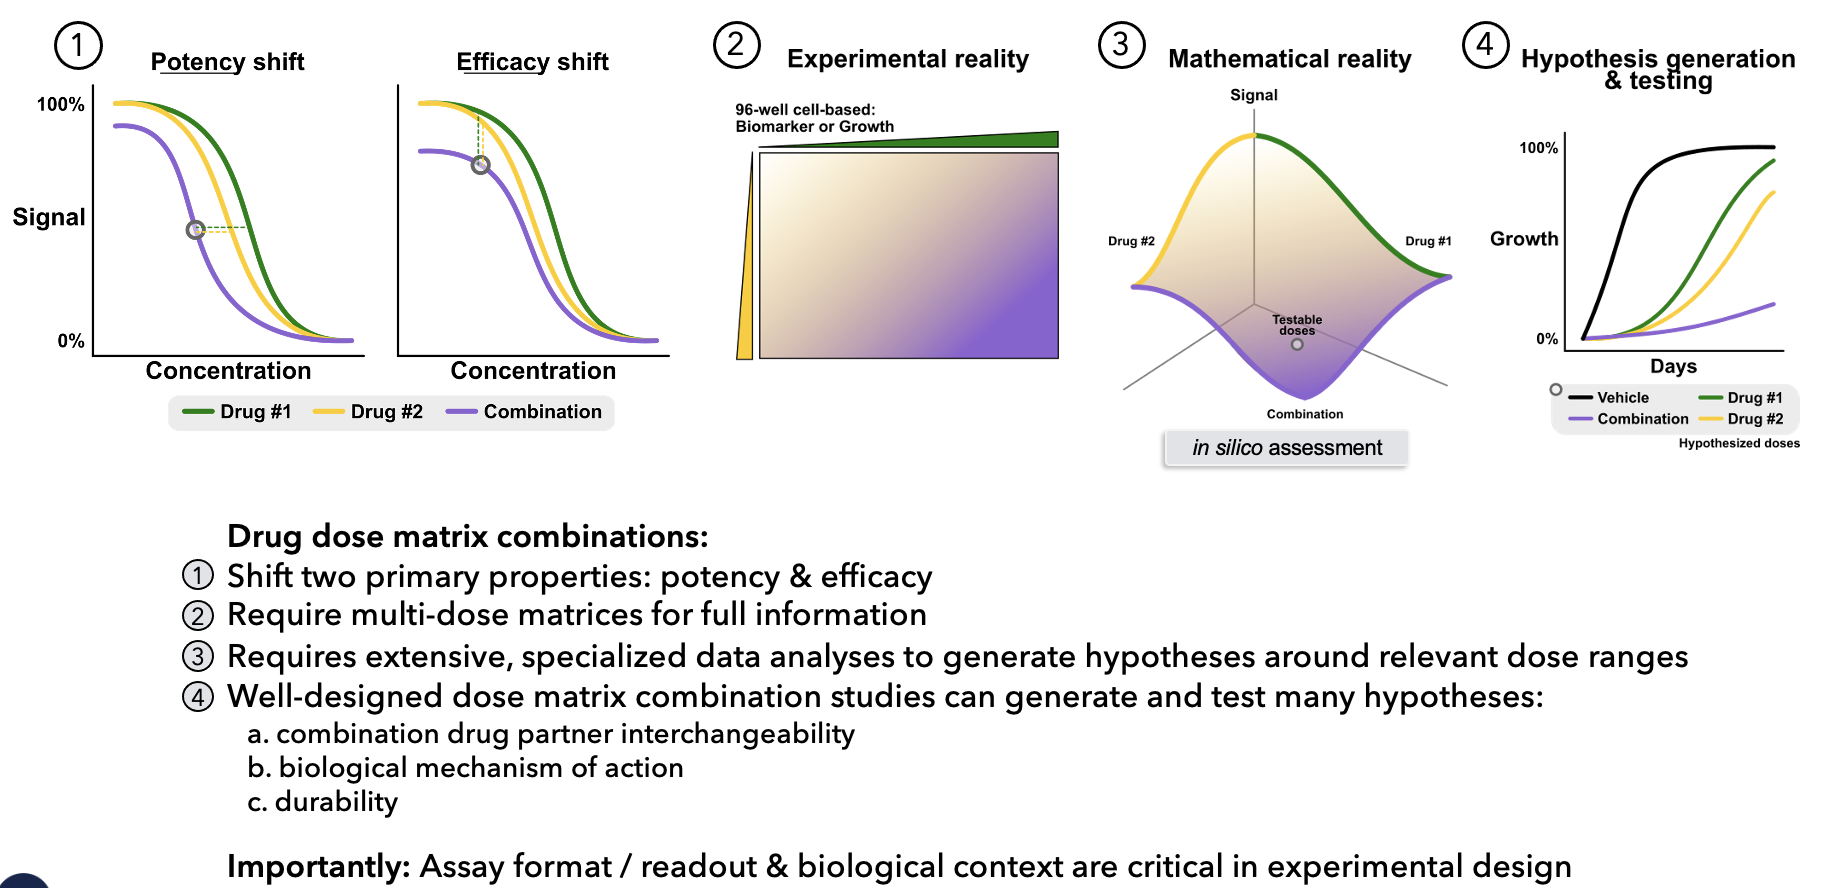 1
Potency shift
Efficacy shift
100%
Signal
0%
Concentration
Concentration
Drug #1
Drug #2
Combination
2
Experimental reality
96-well cell-based:
Biomarker or Growth
3
Mathematical reality
Signal
Drug #2
Drug #1
Testable
doses
Combination
in silico assessment
4
Hypothesis generation
& testing
100%
Growth
0%
Days
Vehicle
Drug #1
Combination
Drug #2
Hypothesized doses
Drug dose matrix combinations:
1 Shift two primary properties: potency & efficacy
2 Require multi-dose matrices for full information
3 Requires extensive, specialized data analyses to generate hypotheses around relevant dose ranges
4 Well-designed dose matrix combination studies can generate and test many hypotheses:
a. combination drug partner interchangeability
b. biological mechanism of action
c. durability
Importantly: Assay format / readout & biological context are critical in experimental design